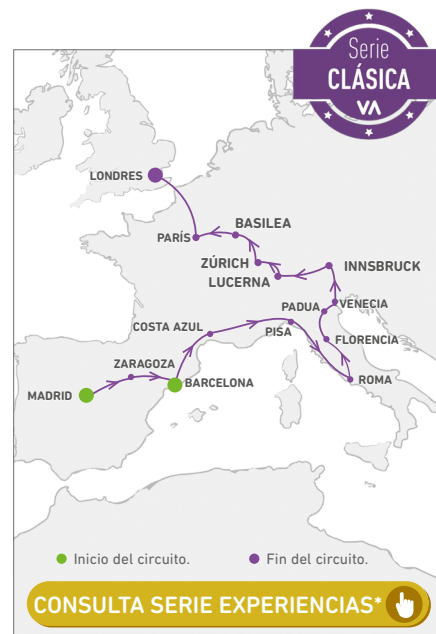 Serie
CLÁSICA
VA
LONDRES
PARÍS
BASILEA
ZÚRICH
LUCERNA
INNSBRUCK
PADUA
VENECIA
COSTA AZUL
PISA
FLORENCIA
ZARAGOZA
BARCELONA
ROMA
MADRID
Inicio del circuito.
Fin del circuito.
CONSULTA SERIE EXPERIENCIAS*